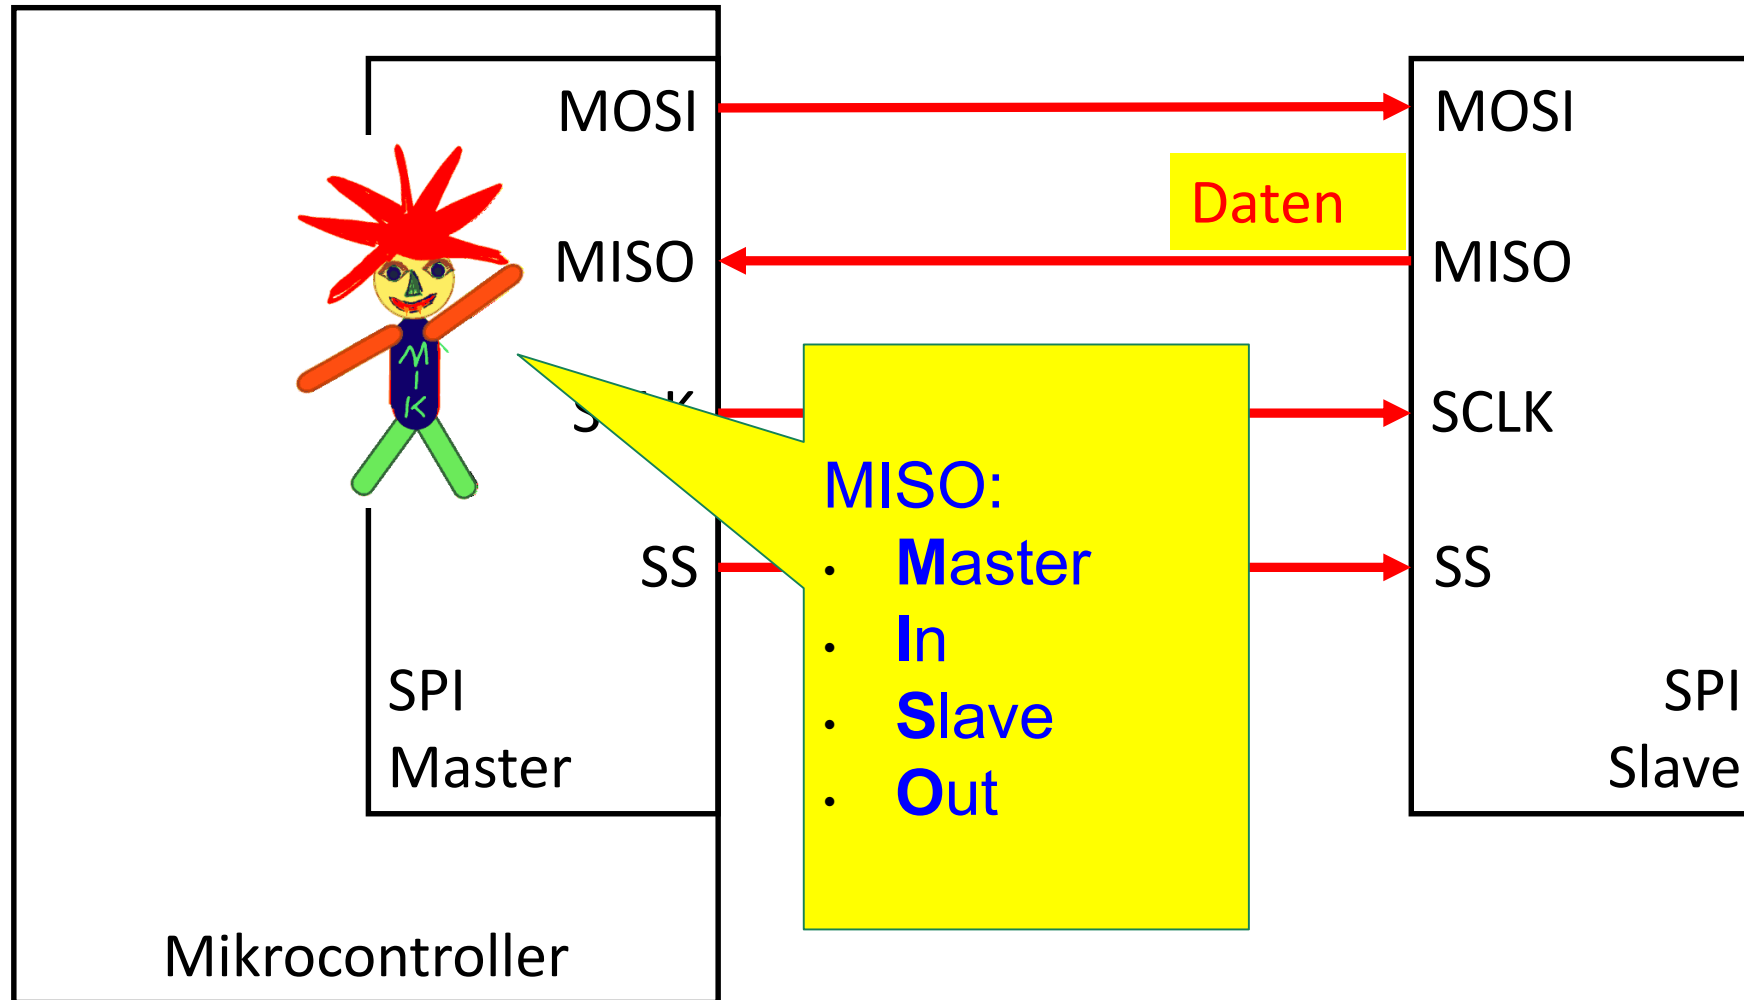 MOSI
MOSI
Daten
MISO
MISO
MIK
SCLK
SCLK
MISO:
• Master
• In
• Slave
• Out
SS
SS
SPI
Master
SPI
Slave
Mikrocontroller